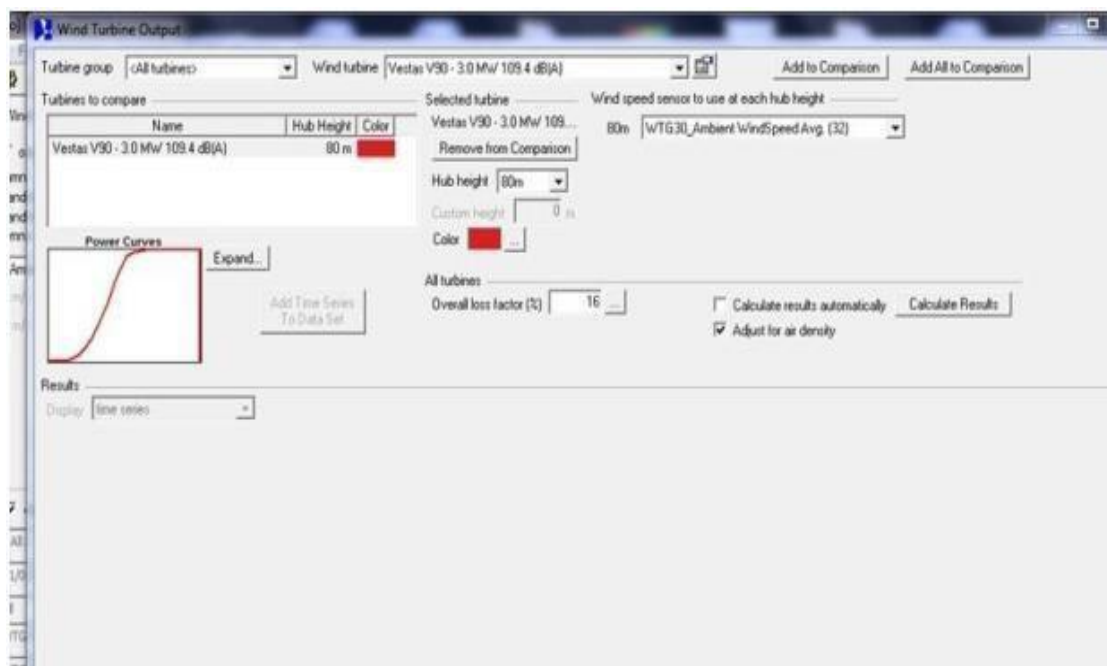 Wind Turbine Output
Turbine group <All turbines> Wind turbine Vestas V90 - 3.0 MW 109.4 dB(A) Add to Comparison Add All to Comparison
Turbines to compare
Name Hub Height Color
Vestas V90 - 3.0 MW 109.4 dB(A) 80 m
Selected turbine
Vestas V90 - 3.0 MW 109....
Remove from Comparison
Hub height 80m
Custom height 0 m
Color ...
Wind speed sensor to use at each hub height
80m WTG30_Ambient WindSpeed Avg. (32)
Power Curves
Expand...
Add Time Series
To Data Set
All turbines
Overall loss factor (%) 16 ...
Calculate results automatically Calculate Results
Adjust for air density
Results
Display time series